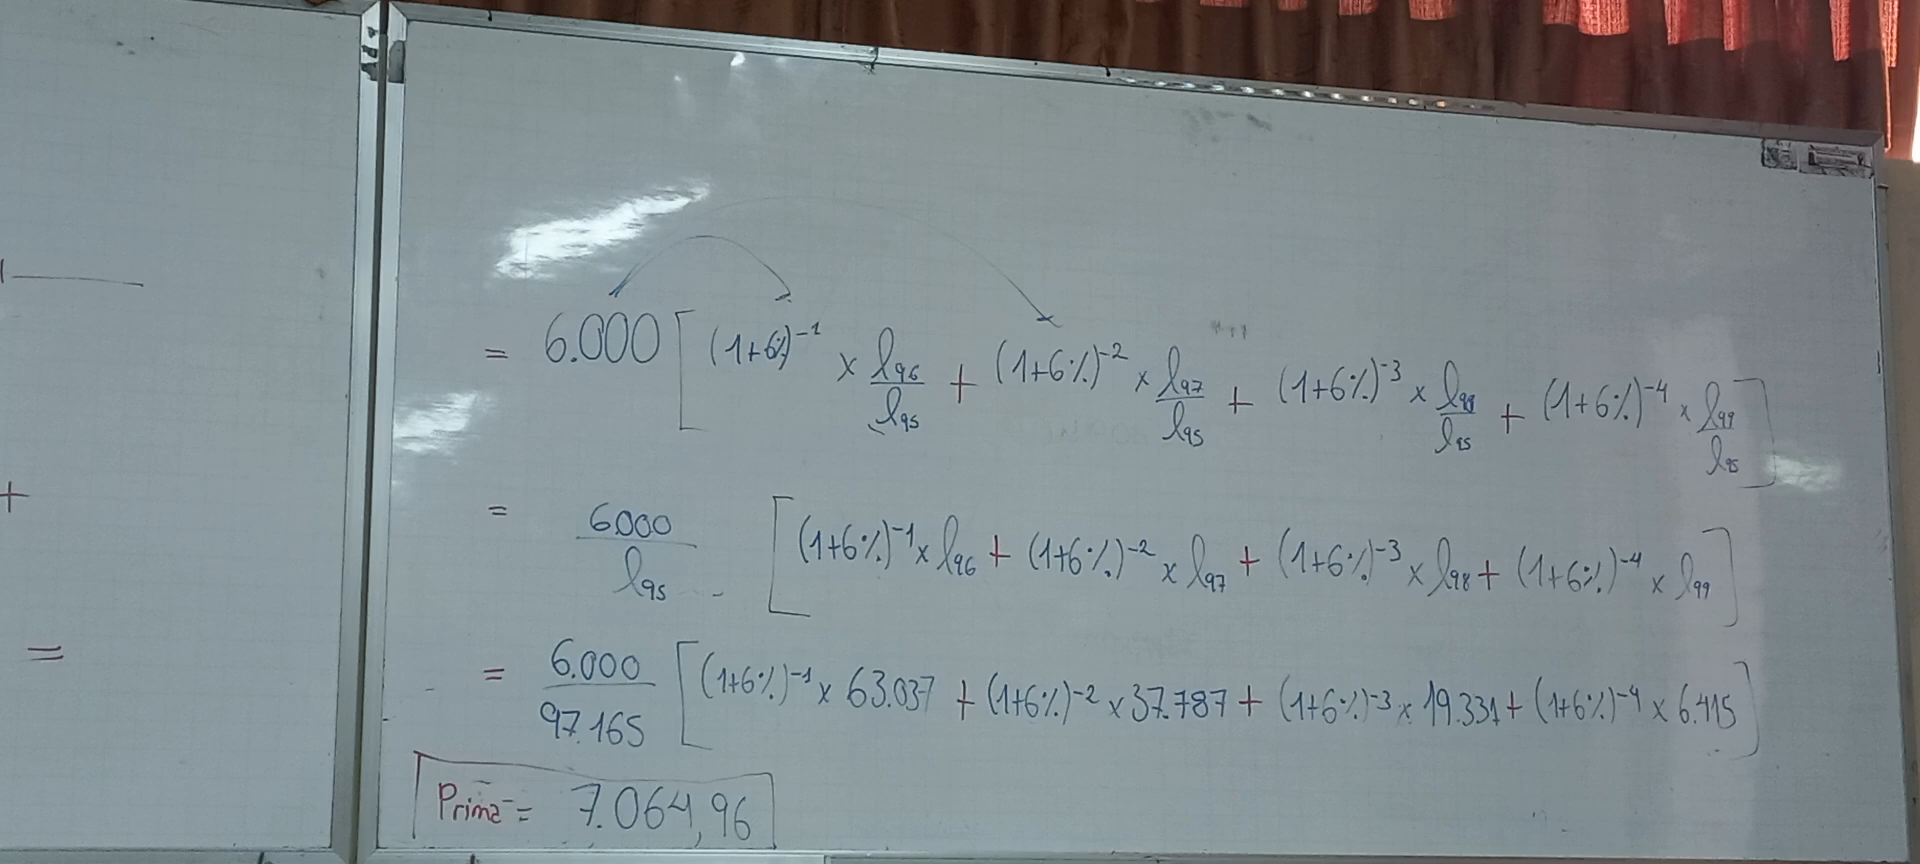 = 6.000 [ (1+6%)⁻¹ × l₉₆/l₉₅ + (1+6%)⁻² × l₉₇/l₉₅ + (1+6%)⁻³ × l₉₈/l₉₅ + (1+6%)⁻⁴ × l₉₉/l₉₅ ]
= 6000/l₉₅ [ (1+6%)⁻¹ × l₉₆ + (1+6%)⁻² × l₉₇ + (1+6%)⁻³ × l₉₈ + (1+6%)⁻⁴ × l₉₉ ]
= 6.000/97.165 [ (1+6%)⁻¹ × 63.037 + (1+6%)⁻² × 37.787 + (1+6%)⁻³ × 19.331 + (1+6%)⁻⁴ × 6.415 ]
Prima = 7.064,96
+
=